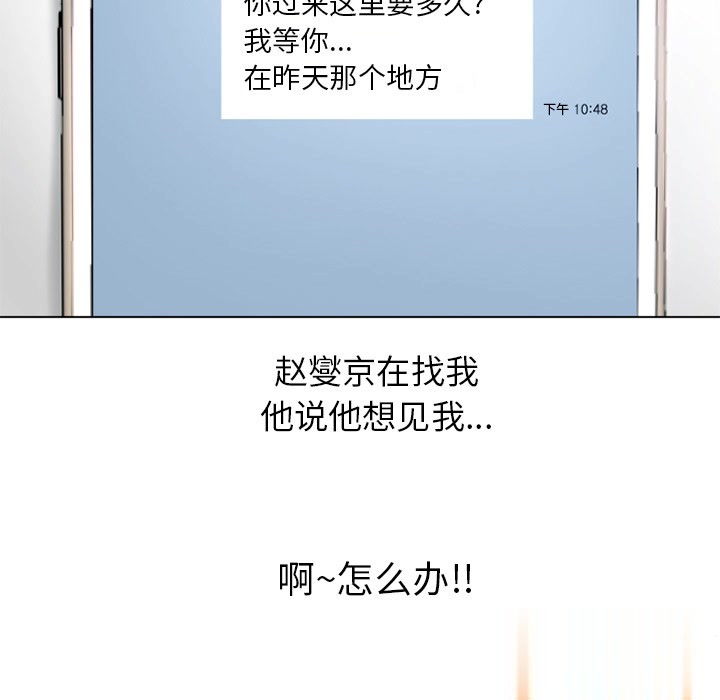 你过来这里要多久?
我等你...
在昨天那个地方
下午 10:48
赵燮京在找我
他说他想见我...
啊~怎么办!!